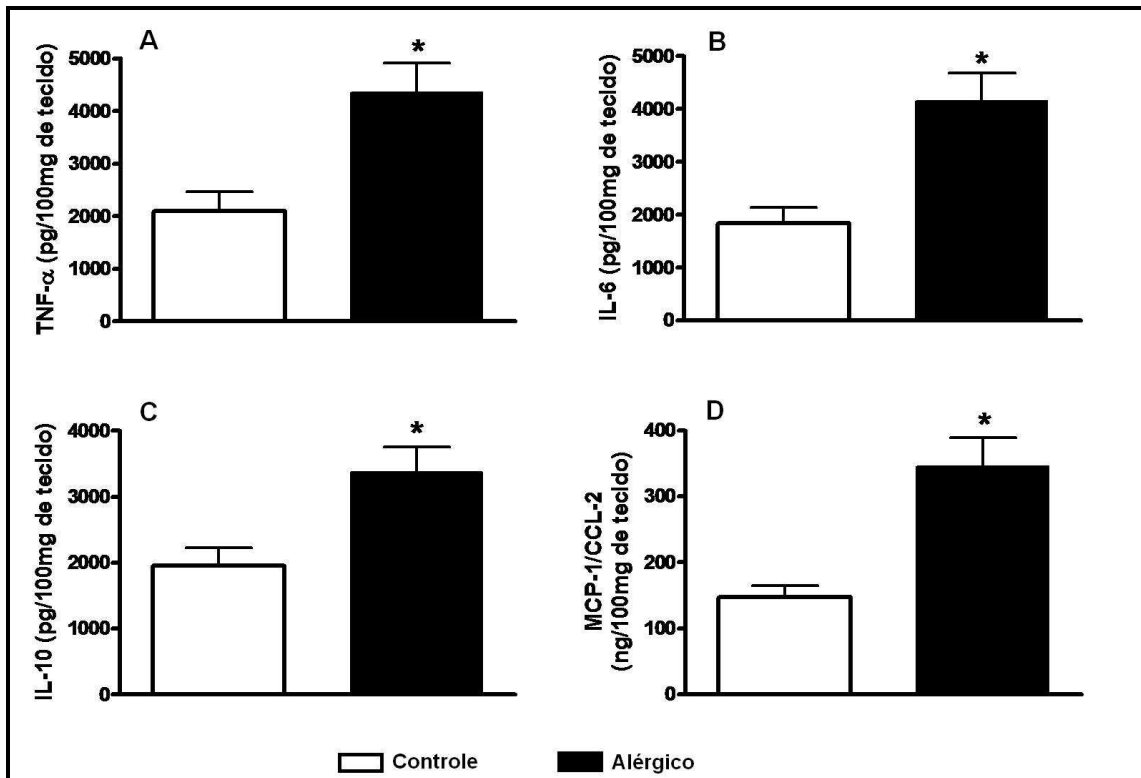 A
*
TNF-α (pg/100mg de tecido)
5000
4000
3000
2000
1000
0
B
*
IL-6 (pg/100mg de tecido)
5000
4000
3000
2000
1000
0
C
*
IL-10 (pg/100mg de tecido)
4000
3000
2000
1000
0
D
*
MCP-1/CCL-2
(ng/100mg de tecido)
400
300
200
100
0
Controle
Alérgico